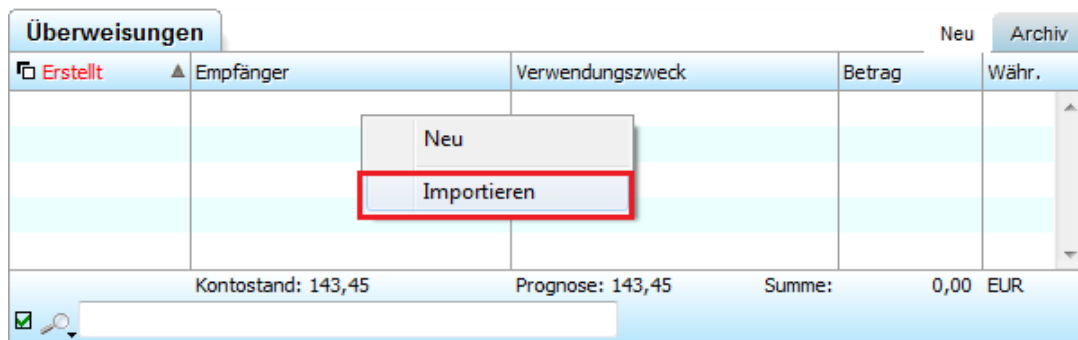 Überweisungen Neu Archiv
Erstellt Empfänger Verwendungszweck Betrag Währ.
Neu
Importieren
Kontostand: 143,45 Prognose: 143,45 Summe: 0,00 EUR